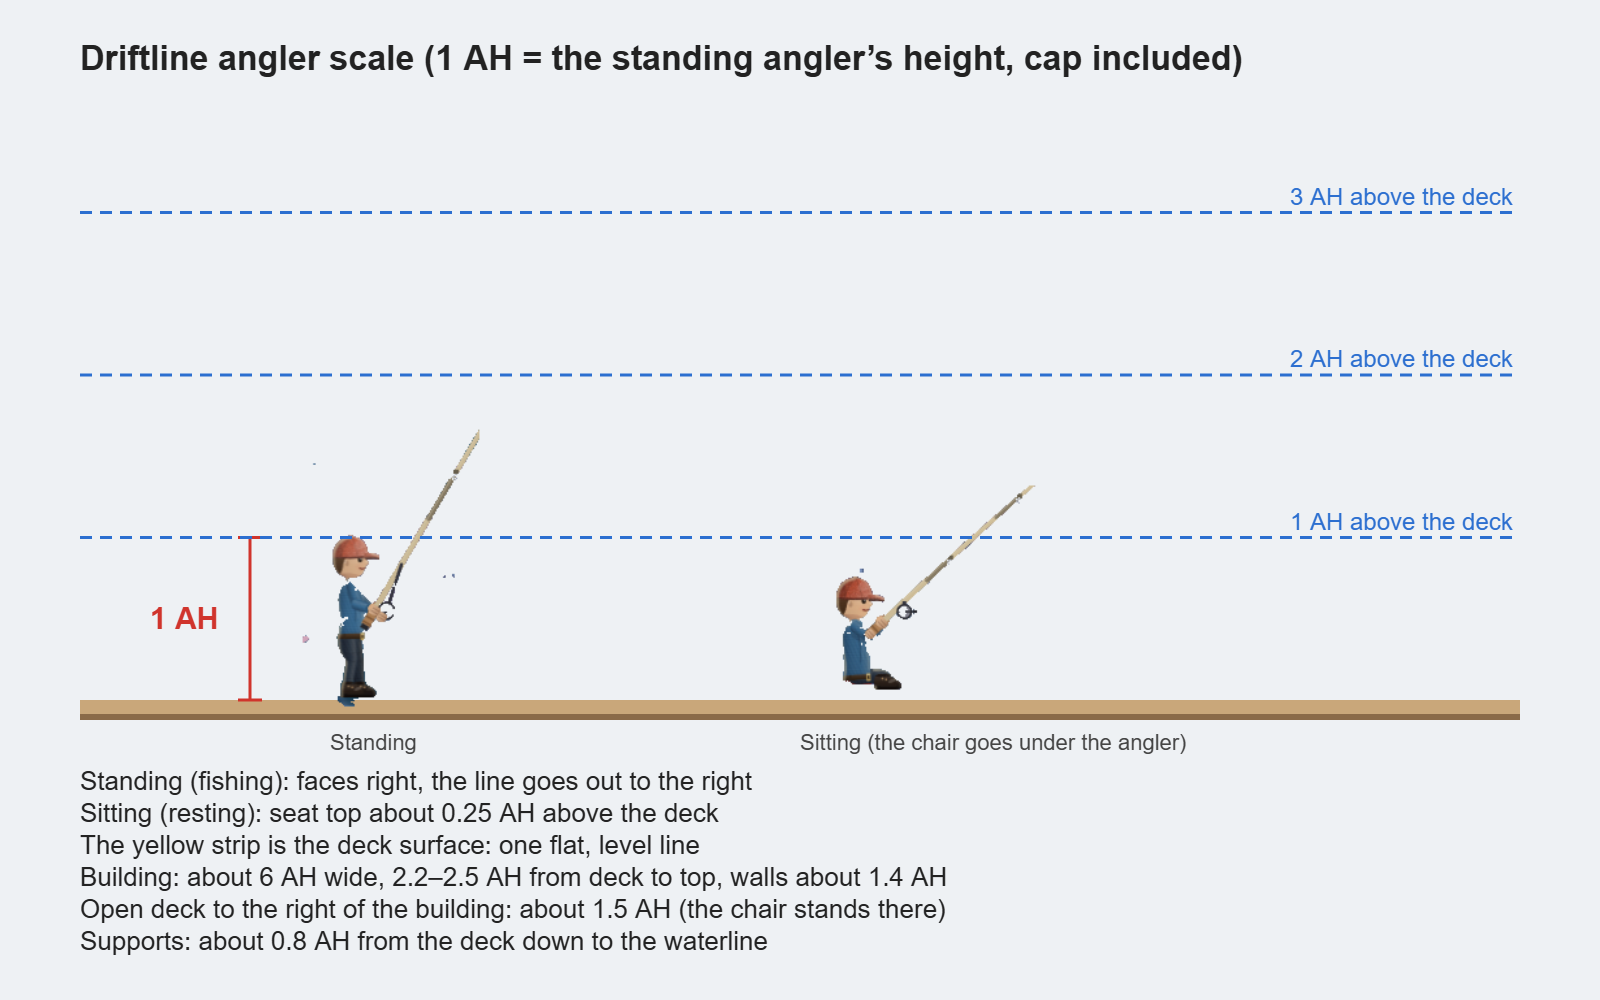 Driftline angler scale (1 AH = the standing angler’s height, cap included)
3 AH above the deck
2 AH above the deck
1 AH above the deck
1 AH
Standing
Sitting (the chair goes under the angler)
Standing (fishing): faces right, the line goes out to the right
Sitting (resting): seat top about 0.25 AH above the deck
The yellow strip is the deck surface: one flat, level line
Building: about 6 AH wide, 2.2–2.5 AH from deck to top, walls about 1.4 AH
Open deck to the right of the building: about 1.5 AH (the chair stands there)
Supports: about 0.8 AH from the deck down to the waterline